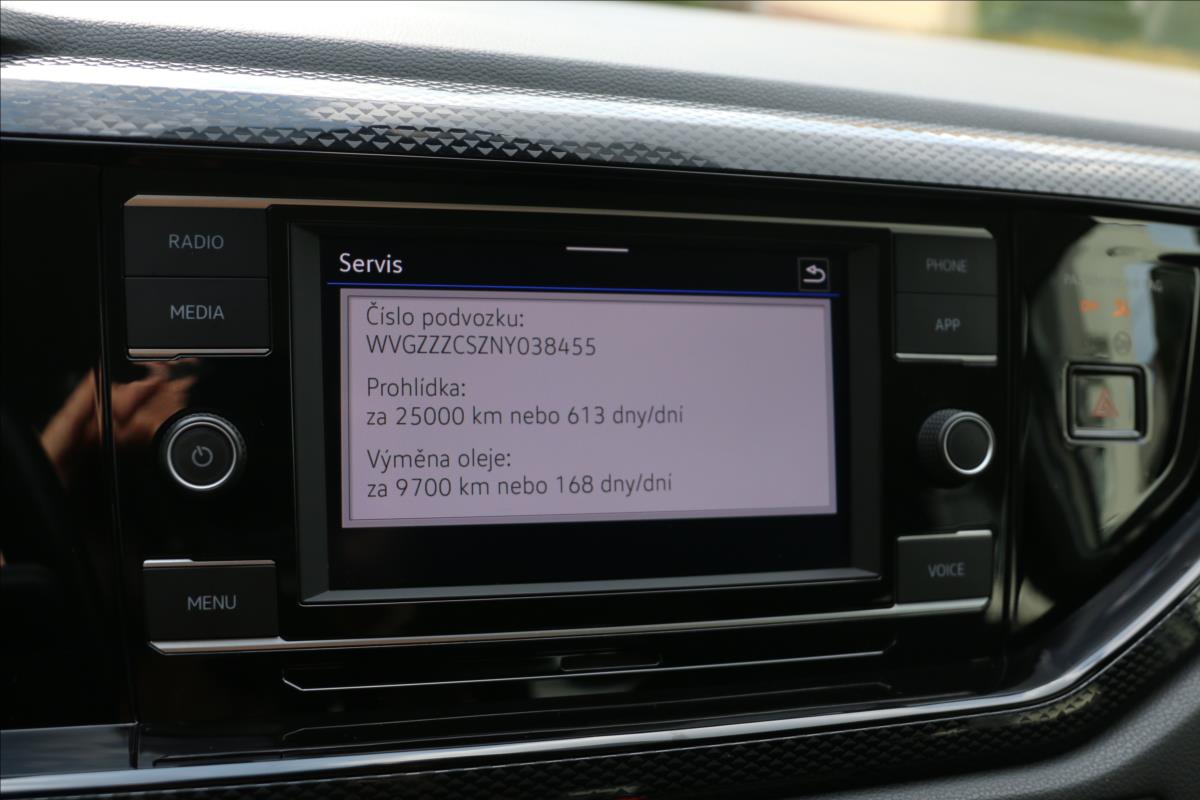 RADIO
MEDIA
MENU
Servis
Číslo podvozku:
WVGZZZCSZNY038455
Prohlídka:
za 25000 km nebo 613 dny/dní
Výměna oleje:
za 9700 km nebo 168 dny/dní
PHONE
APP
VOICE